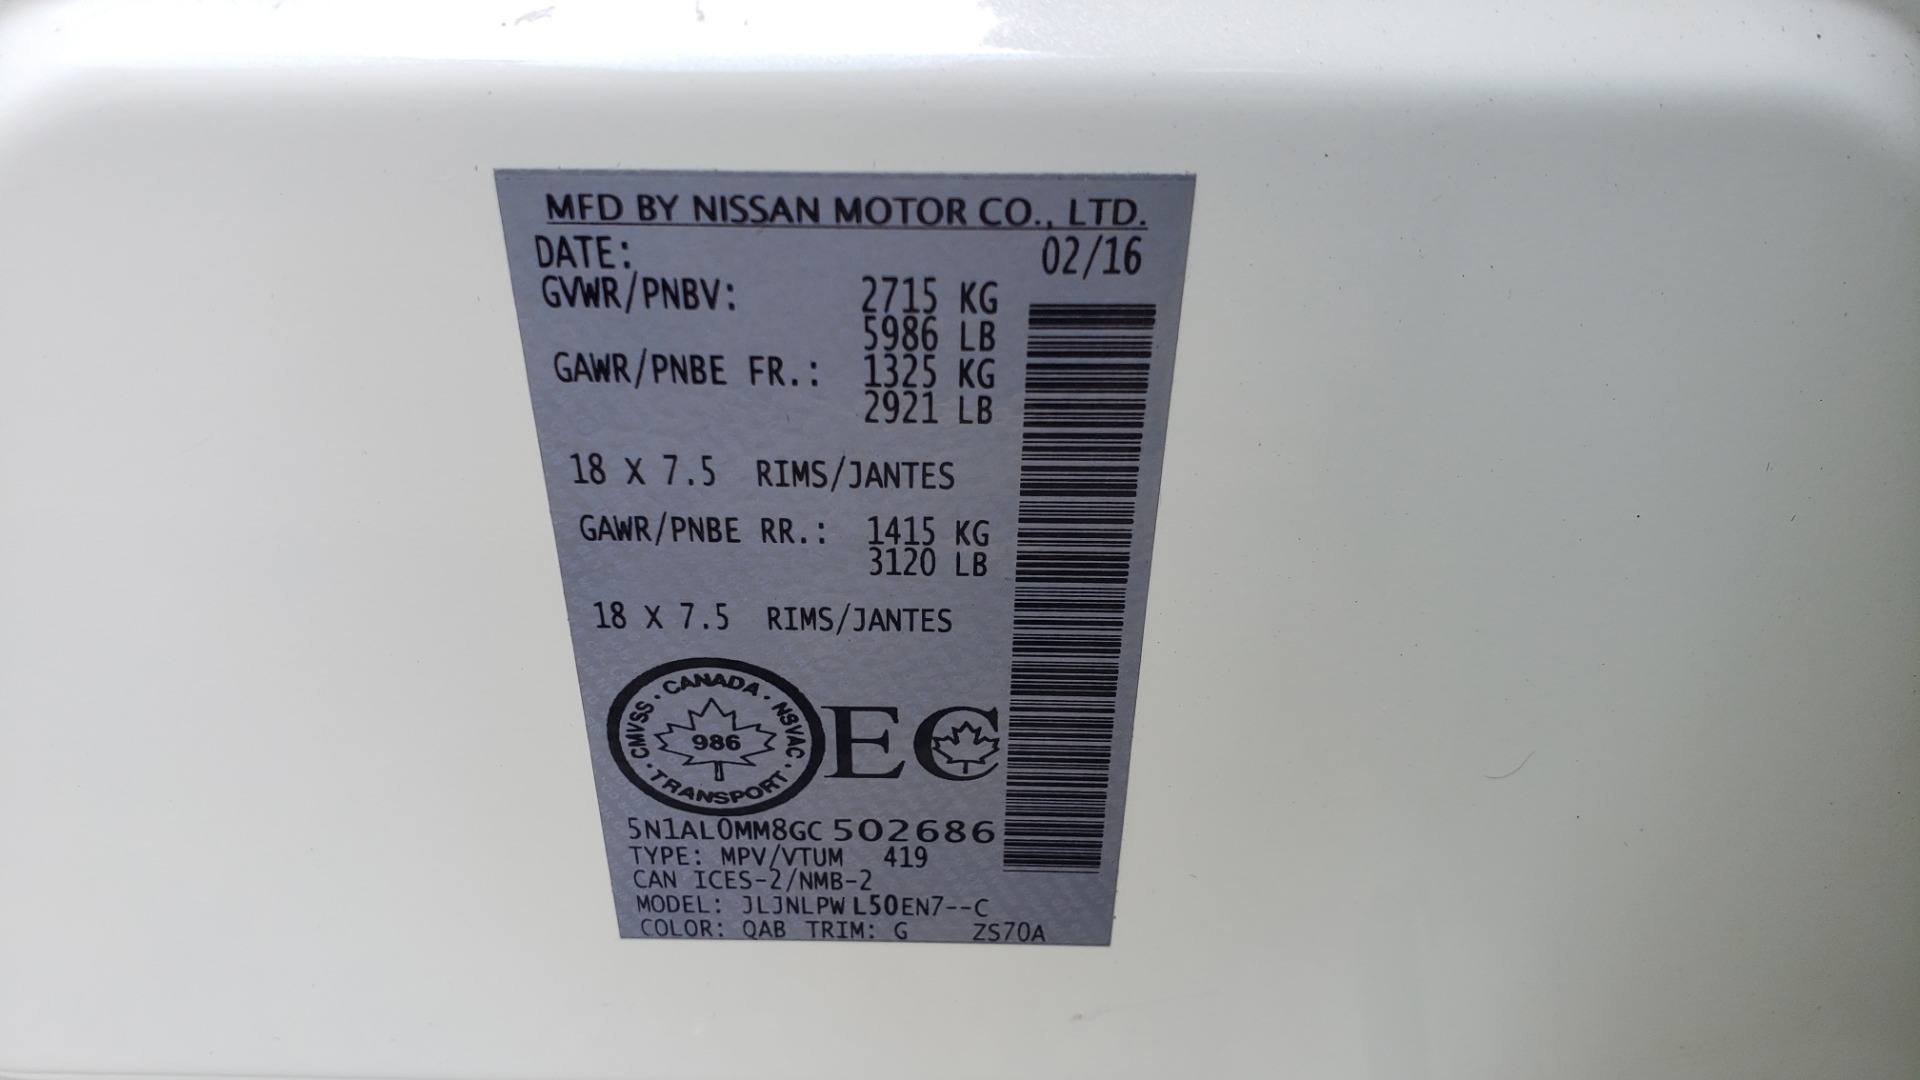 MFD BY NISSAN MOTOR CO., LTD.
DATE: 02/16
GVWR/PNBV: 2715 KG
5986 LB
GAWR/PNBE FR.: 1325 KG
2921 LB
18 X 7.5 RIMS/JANTES
GAWR/PNBE RR.: 1415 KG
3120 LB
18 X 7.5 RIMS/JANTES
CMVSS · CANADA · NSVAC · TRANSPORT ·
986
EC
5N1AL0MM8GC502686
TYPE: MPV/VTUM 419
CAN ICES-2/NMB-2
MODEL: JLJNLPWL50EN7--C
COLOR: QAB TRIM: G ZS70A